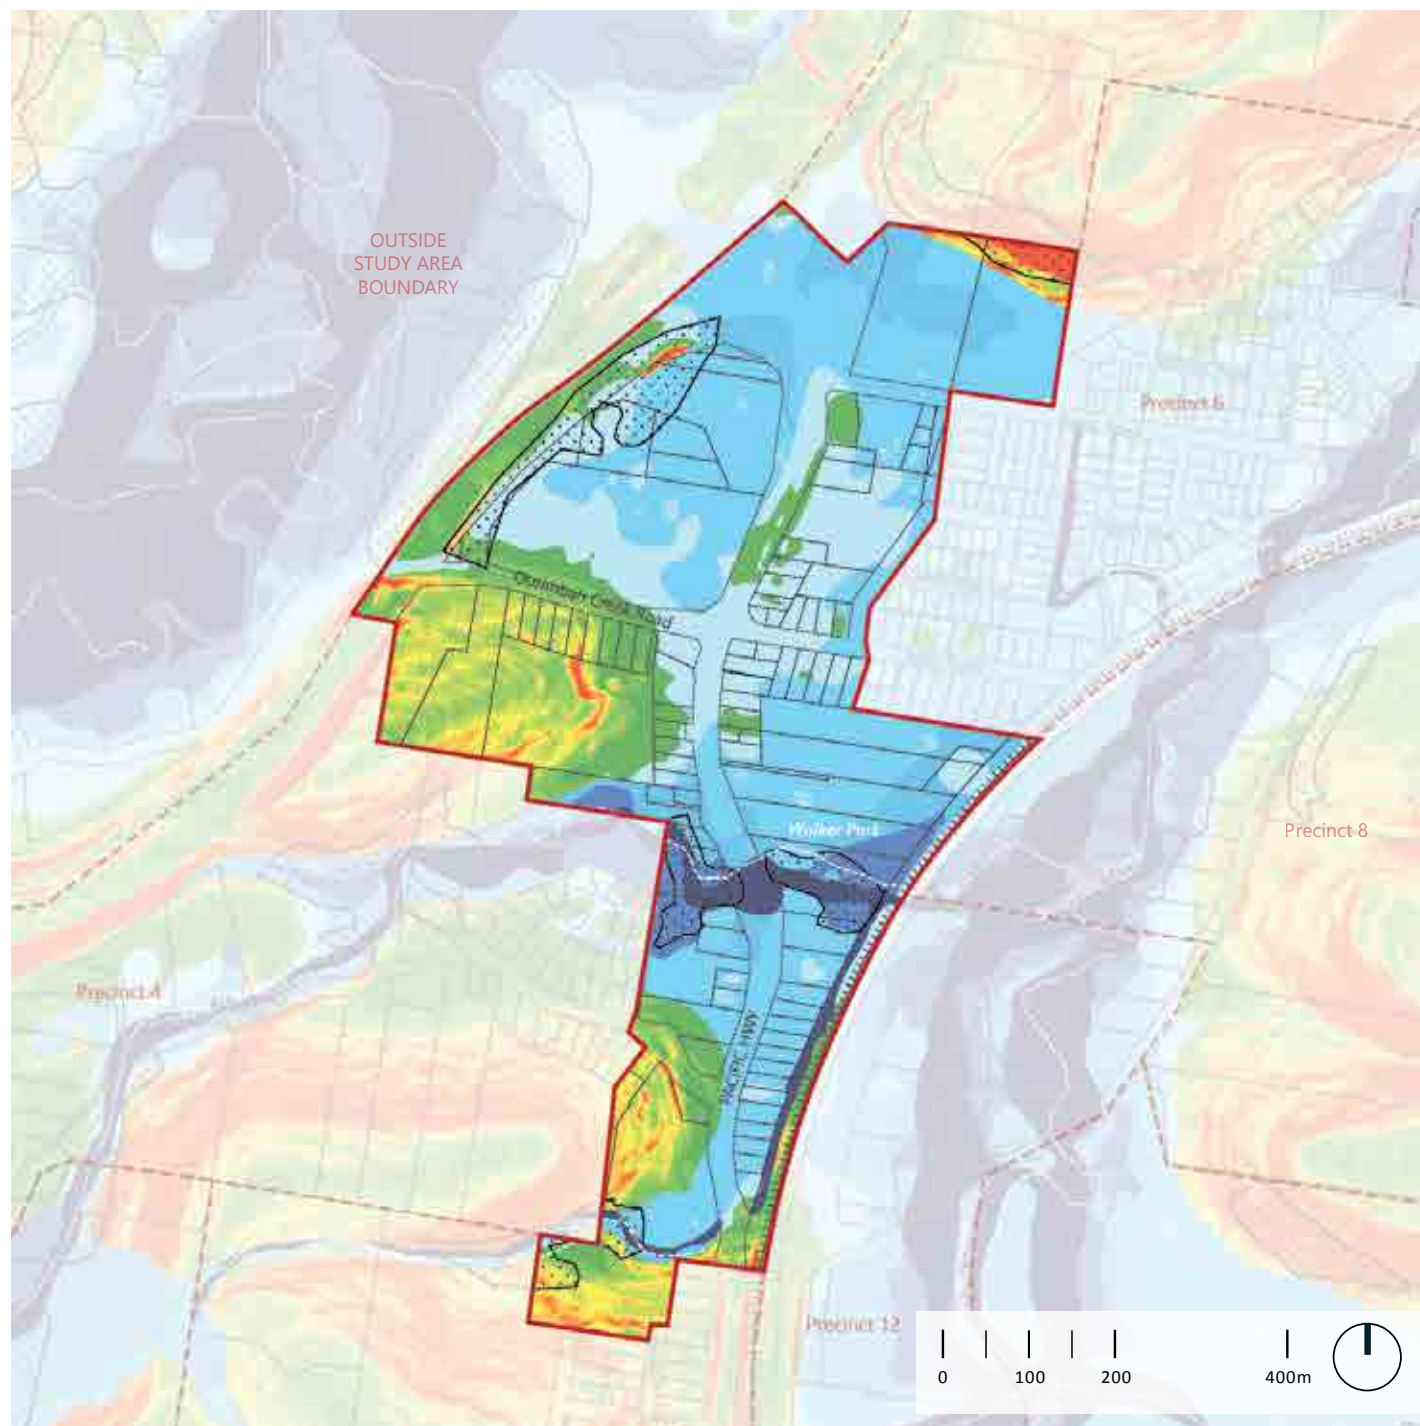 OUTSIDE
STUDY AREA
BOUNDARY
Precinct 6
Ourimbah Creek Road
Walker Park
Precinct 8
Precinct 4
PACIFIC HWY
Precinct 12
0 100 200 400m